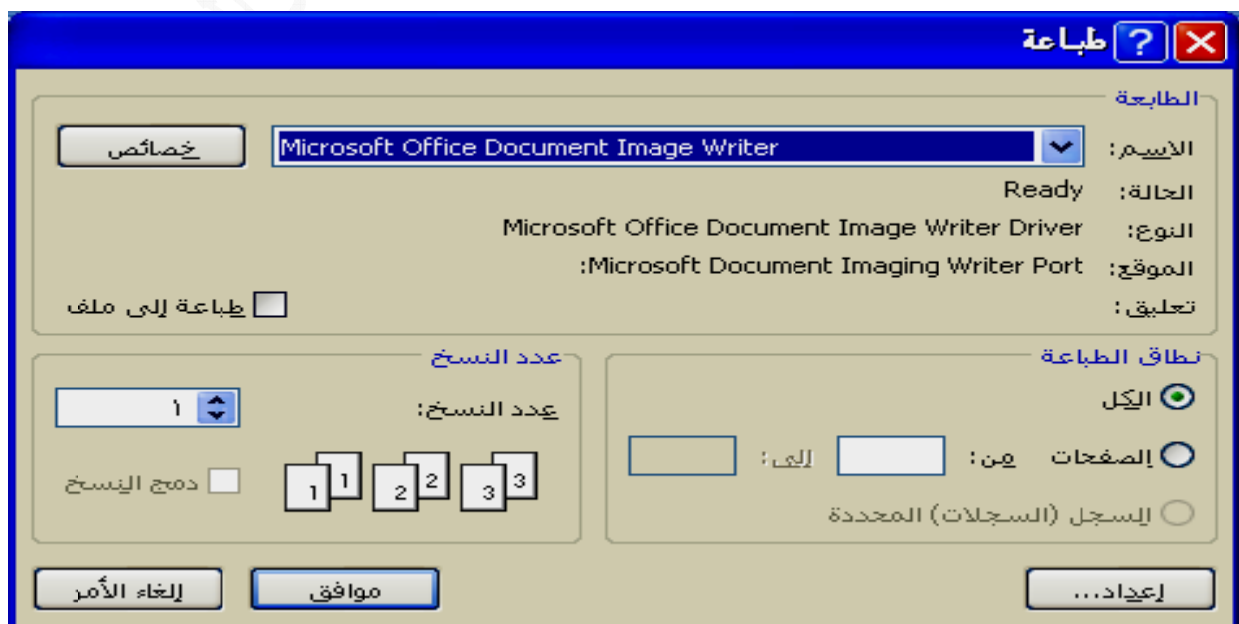 طباعة
الطابعة
الاسم: Microsoft Office Document Image Writer خصائص
الحالة: Ready
النوع: Microsoft Office Document Image Writer Driver
الموقع: Microsoft Document Imaging Writer Port:
تعليق: طباعة إلى ملف
نطاق الطباعة
الكل
الصفحات من: إلى:
السجل (السجلات) المحددة
عدد النسخ
عدد النسخ: ١
1 1 2 2 3 3
دمج النسخ
إعداد... موافق إلغاء الأمر